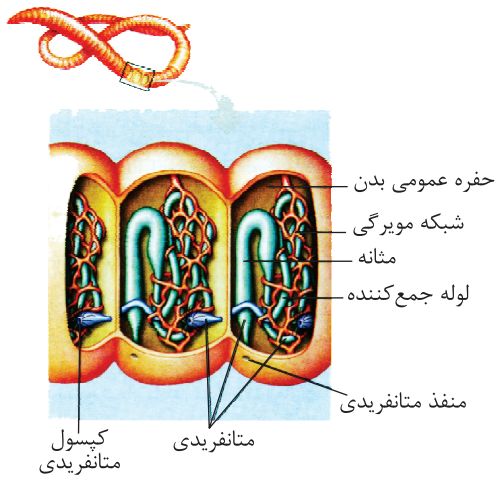 حفره عمومی بدن
شبکه مویرگی
مثانه
لوله جمع‌کننده
منفذ متانفریدی
متانفریدی
کپسول
متانفریدی